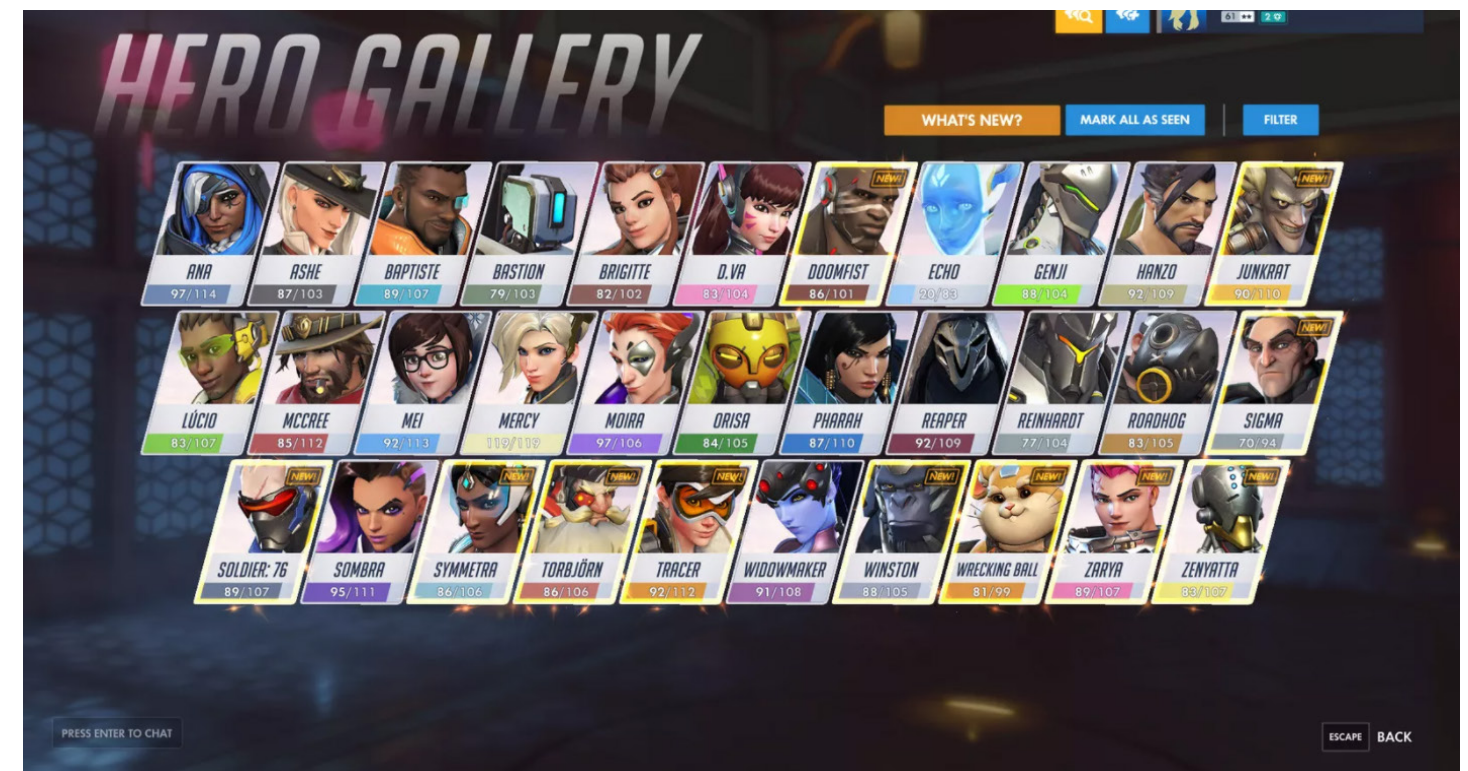 HERO GALLERY
61 2
WHAT'S NEW? MARK ALL AS SEEN FILTER
NEW! NEW!
ANA ASHE BAPTISTE BASTION BRIGITTE D.VA DOOMFIST ECHO GENJI HANZO JUNKRAT
97/114 87/103 89/107 79/103 82/102 83/104 86/101 20/83 88/104 92/109 90/110
NEW!
LÚCIO MCCREE MEI MERCY MOIRA ORISA PHARAH REAPER REINHARDT ROADHOG SIGMA
83/107 85/112 92/113 119/119 97/106 84/105 87/110 92/109 77/104 83/105 70/94
NEW! NEW! NEW! NEW! NEW! NEW! NEW! NEW!
SOLDIER: 76 SOMBRA SYMMETRA TORBJÖRN TRACER WIDOWMAKER WINSTON WRECKING BALL ZARYA ZENYATTA
89/107 95/111 86/106 86/106 92/112 91/108 88/105 81/99 89/107 83/107
PRESS ENTER TO CHAT
ESCAPE BACK